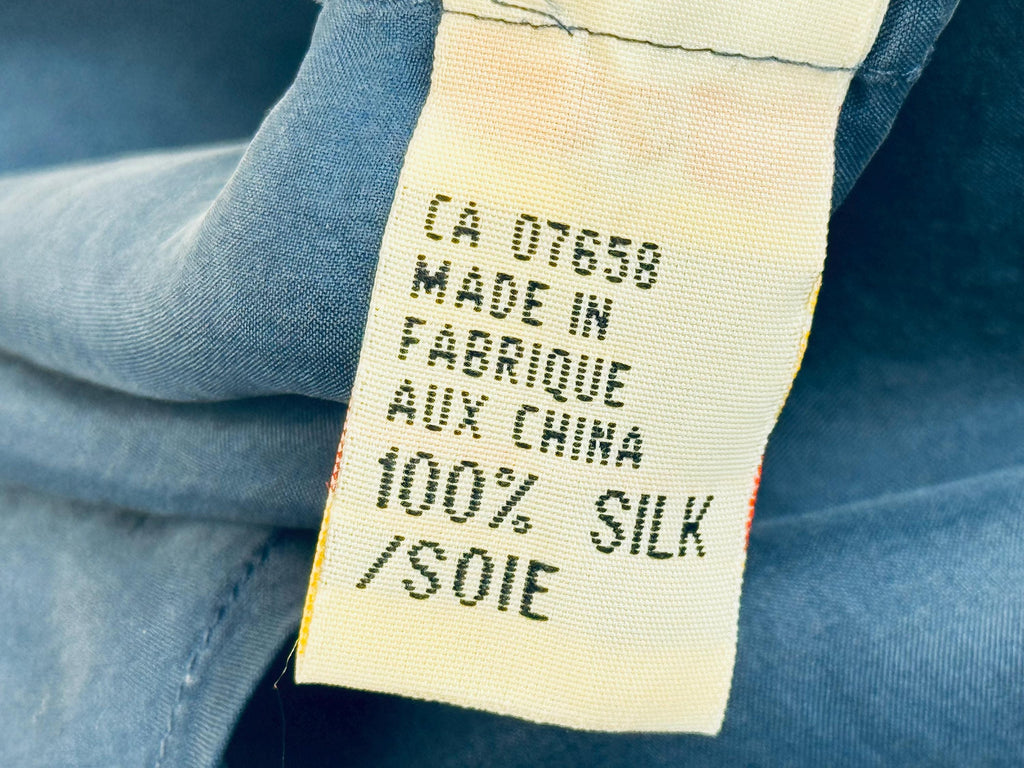 CA 07658
MADE IN
FABRIQUE
AUX CHINA
100% SILK
/SOIE